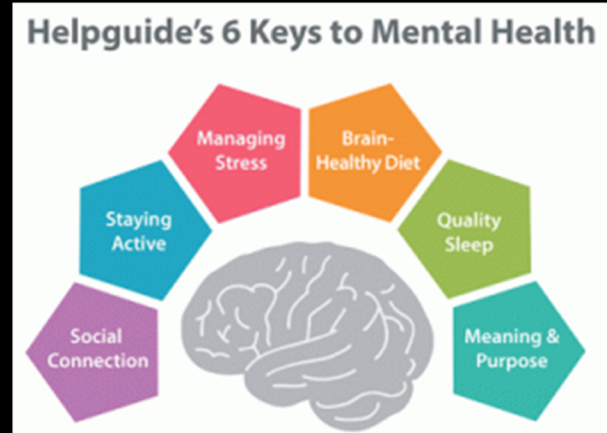 Helpguide's 6 Keys to Mental Health
Social
Connection
Staying
Active
Managing
Stress
Brain-
Healthy Diet
Quality
Sleep
Meaning &
Purpose